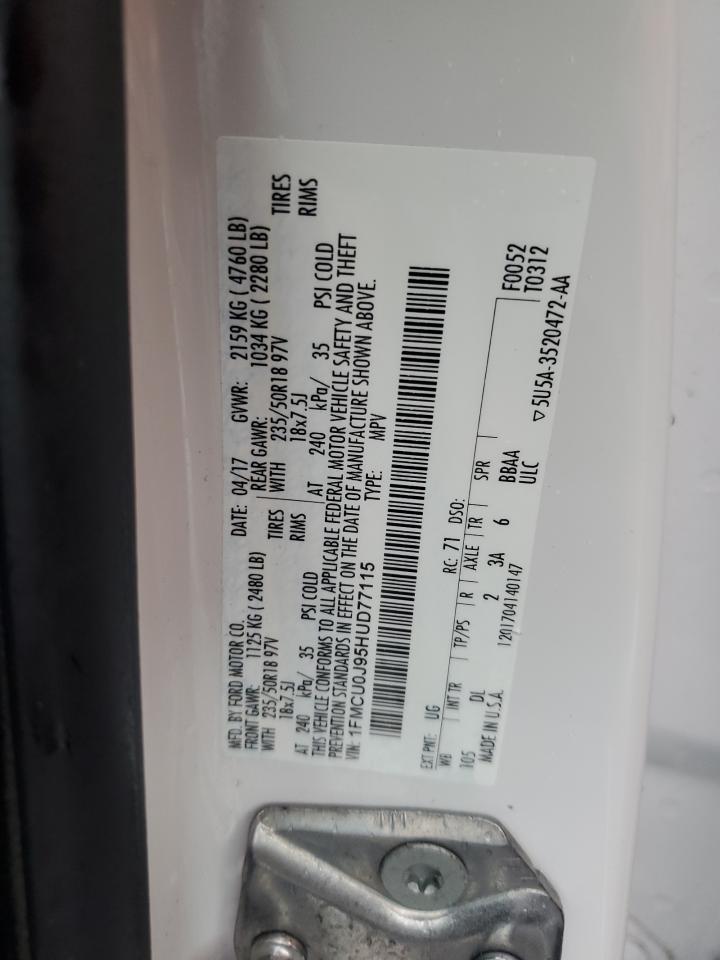 MFD. BY FORD MOTOR CO. DATE: 04/17 GVWR: 2159 KG ( 4760 LB)
FRONT GAWR: 1125 KG ( 2480 LB) REAR GAWR: 1034 KG ( 2280 LB)
WITH 235/50R18 97V TIRES WITH 235/50R18 97V TIRES
18x7.5J RIMS 18x7.5J RIMS
AT 240 kPa/ 35 PSI COLD AT 240 kPa/ 35 PSI COLD
THIS VEHICLE CONFORMS TO ALL APPLICABLE FEDERAL MOTOR VEHICLE SAFETY AND THEFT
PREVENTION STANDARDS IN EFFECT ON THE DATE OF MANUFACTURE SHOWN ABOVE.
VIN: 1FMCU0J95HUD77115 TYPE: MPV
EXT PNT: UG RC: 71 DSO: F0052
WB INT TR TP/PS R AXLE TR SPR T0312
105 DL 2 3A 6 BBAA
MADE IN U.S.A. 1201704140147 ULC ▽5U5A-3520472-AA